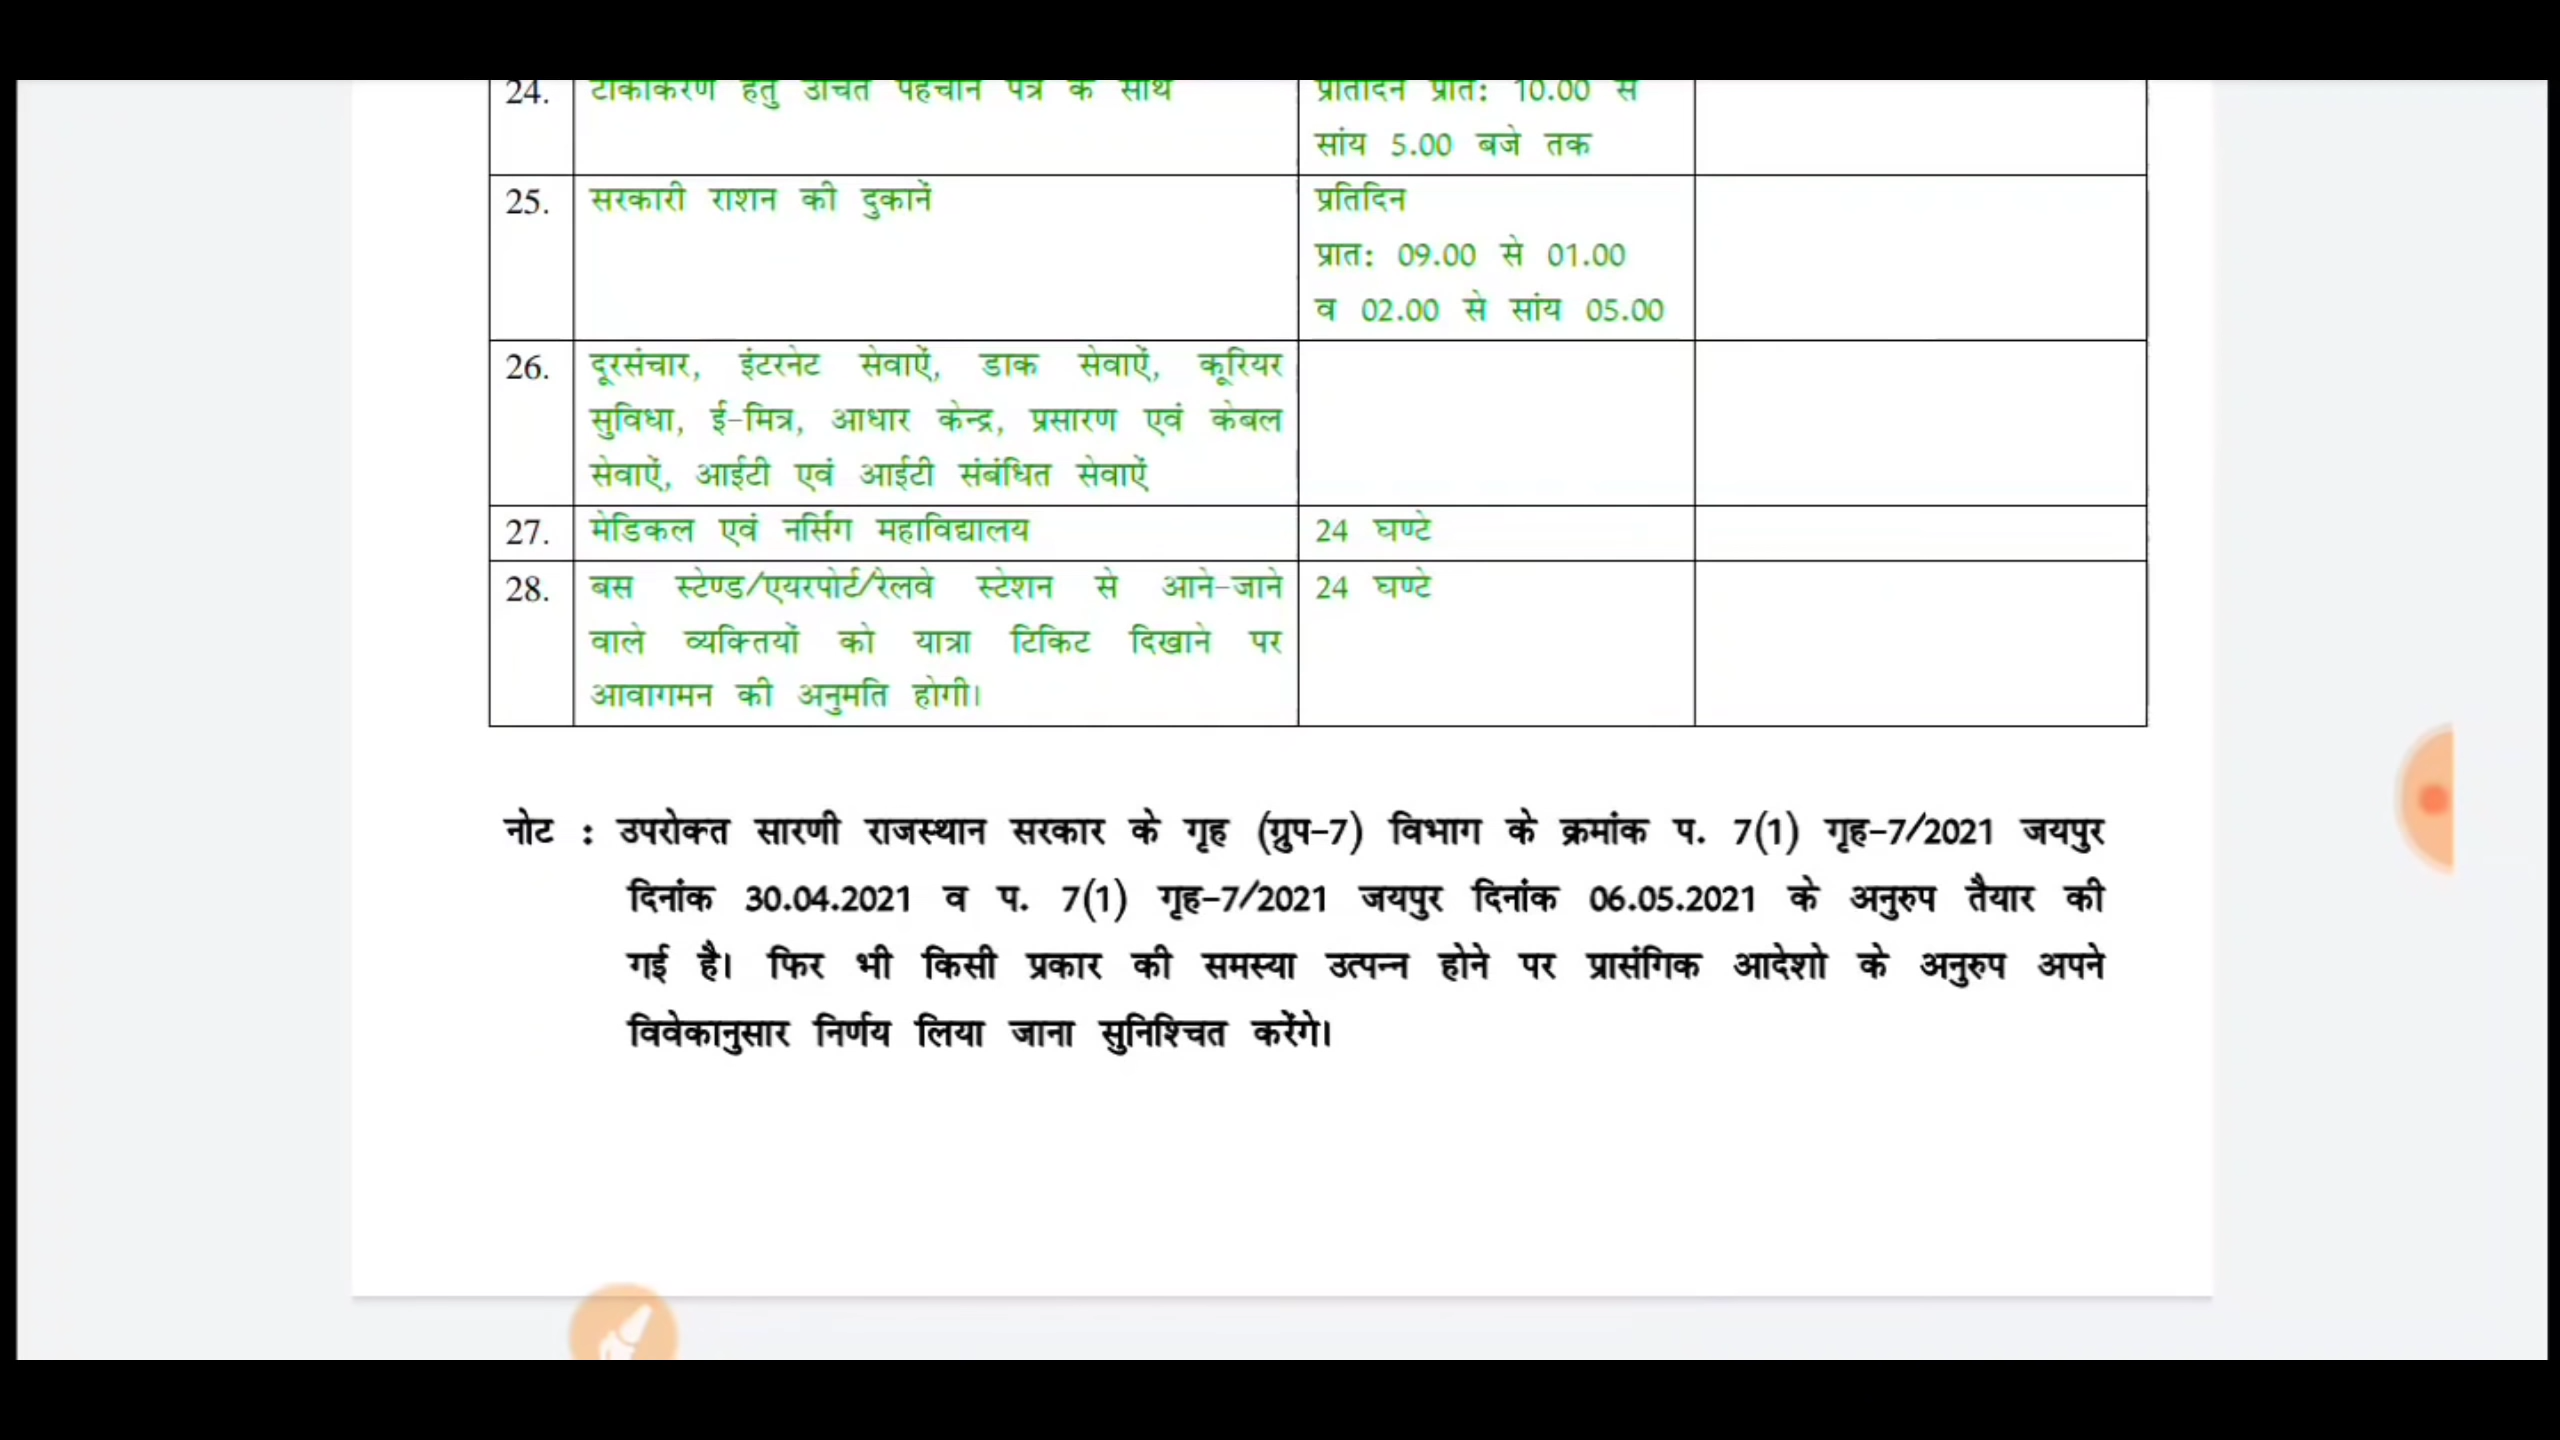 24. टीकाकरण हेतु उचित पहचान पत्र के साथ प्रतिदिन प्रात: 10.00 से
सांय 5.00 बजे तक
25. सरकारी राशन की दुकानें प्रतिदिन
प्रात: 09.00 से 01.00
व 02.00 से सांय 05.00
26. दूरसंचार, इंटरनेट सेवाऐं, डाक सेवाऐं, कूरियर
सुविधा, ई-मित्र, आधार केन्द्र, प्रसारण एवं केबल
सेवाऐं, आईटी एवं आईटी संबंधित सेवाऐं
27. मेडिकल एवं नर्सिंग महाविद्यालय 24 घण्टे
28. बस स्टेण्ड/एयरपोर्ट/रेलवे स्टेशन से आने-जाने 24 घण्टे
वाले व्यक्तियों को यात्रा टिकिट दिखाने पर
आवागमन की अनुमति होगी।
नोट : उपरोक्त सारणी राजस्थान सरकार के गृह (ग्रुप-7) विभाग के क्रमांक प. 7(1) गृह-7/2021 जयपुर
दिनांक 30.04.2021 व प. 7(1) गृह-7/2021 जयपुर दिनांक 06.05.2021 के अनुरुप तैयार की
गई है। फिर भी किसी प्रकार की समस्या उत्पन्न होने पर प्रासंगिक आदेशो के अनुरुप अपने
विवेकानुसार निर्णय लिया जाना सुनिश्चित करेंगे।